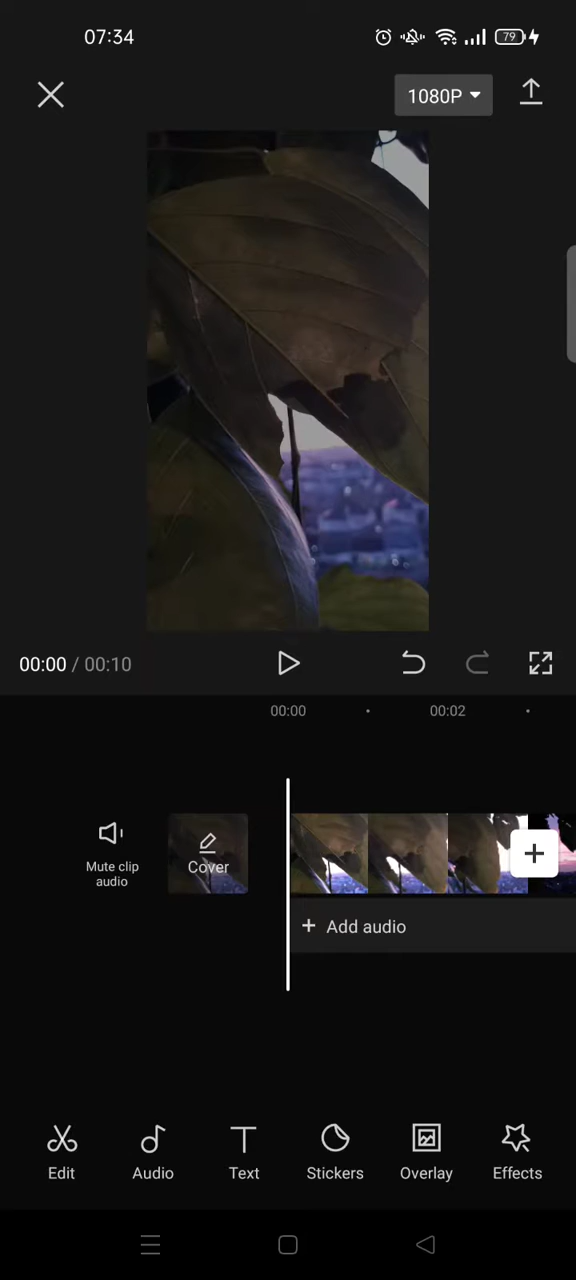 07:34
79
1080P
00:00 / 00:10
00:00
00:02
Mute clip
audio
Cover
Add audio
Edit
Audio
Text
Stickers
Overlay
Effects